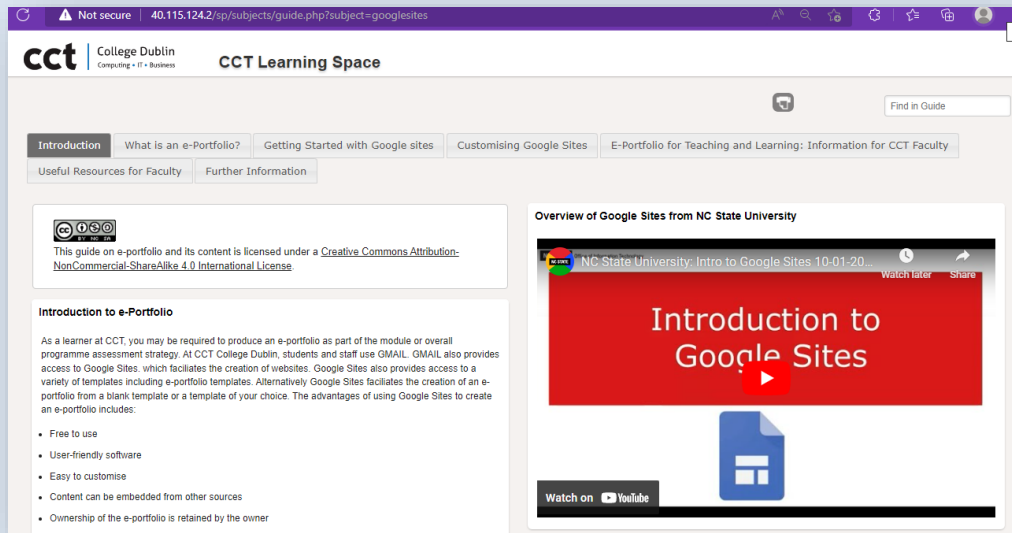 Not secure 40.115.124.2/sp/subjects/guide.php?subject=googlesites
cct College Dublin
Computing • IT • Business
CCT Learning Space
Find in Guide
Introduction What is an e-Portfolio? Getting Started with Google sites Customising Google Sites E-Portfolio for Teaching and Learning: Information for CCT Faculty
Useful Resources for Faculty Further Information
cc BY NC SA
This guide on e-portfolio and its content is licensed under a Creative Commons Attribution-
NonCommercial-ShareAlike 4.0 International License.
Introduction to e-Portfolio
As a learner at CCT, you may be required to produce an e-portfolio as part of the module or overall
programme assessment strategy. At CCT College Dublin, students and staff use GMAIL. GMAIL also provides
access to Google Sites. which faciliates the creation of websites. Google Sites also provides access to a
variety of templates including e-portfolio templates. Alternatively Google Sites faciliates the creation of an e-
portfolio from a blank template or a template of your choice. The advantages of using Google Sites to create
an e-portfolio includes:
• Free to use
• User-friendly software
• Easy to customise
• Content can be embedded from other sources
• Ownership of the e-portfolio is retained by the owner
Overview of Google Sites from NC State University
NC STATE
NC State University: Intro to Google Sites 10-01-20...
Watch later Share
Introduction to
Google Sites
Watch on YouTube